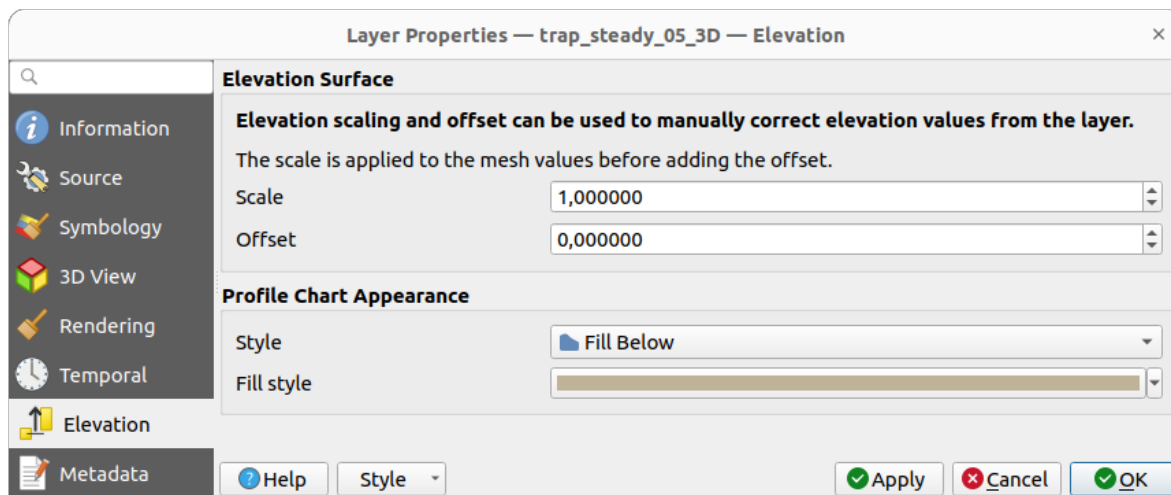 Layer Properties — trap_steady_05_3D — Elevation
Information
Source
Symbology
3D View
Rendering
Temporal
Elevation
Metadata
Elevation Surface
Elevation scaling and offset can be used to manually correct elevation values from the layer.
The scale is applied to the mesh values before adding the offset.
Scale 1,000000
Offset 0,000000
Profile Chart Appearance
Style Fill Below
Fill style
Help Style Apply Cancel OK